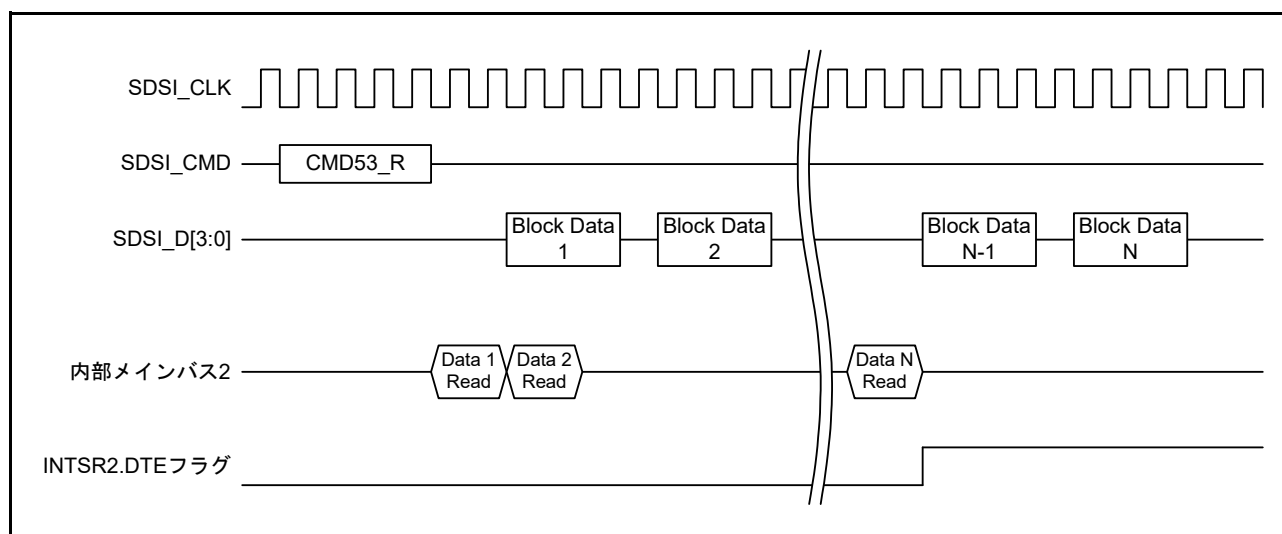 SDSI_CLK
SDSI_CMD
CMD53_R
SDSI_D[3:0]
Block Data
1
Block Data
2
Block Data
N-1
Block Data
N
内部メインバス2
Data 1
Read
Data 2
Read
Data N
Read
INTSR2.DTEフラグ